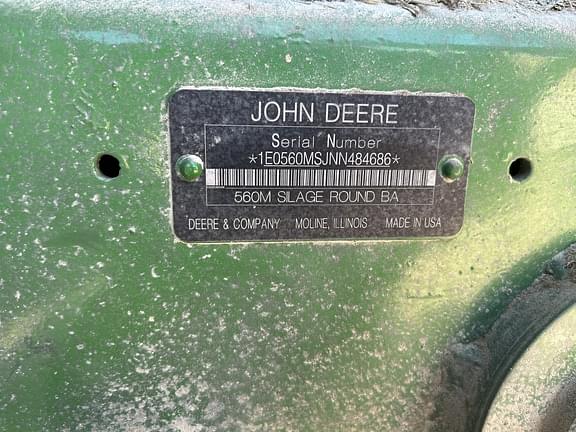 JOHN DEERE
Serial Number
*1E0560MSJNN484686*
560M SILAGE ROUND BA
DEERE & COMPANY MOLINE, ILLINOIS MADE IN USA